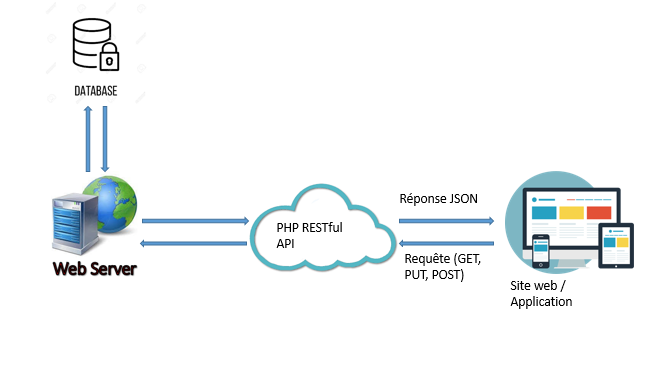 DATABASE
Web Server
PHP RESTful
API
Réponse JSON
Requête (GET,
PUT, POST)
Site web /
Application